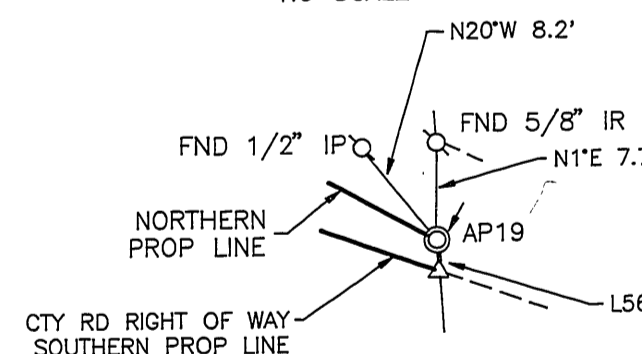 N20°W 8.2'
FND 5/8" IR
FND 1/2" IP
N1°E
NORTHERN
PROP LINE
AP19
L56
CTY RD RIGHT OF WAY
SOUTHERN PROP LINE